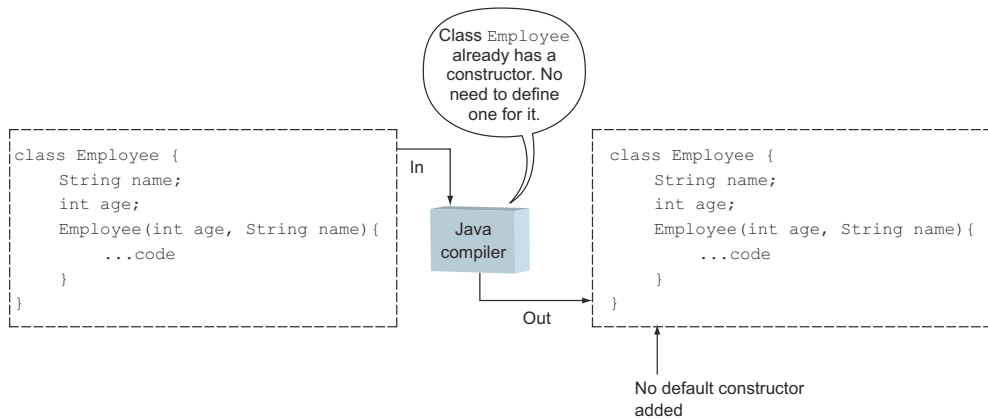 Class Employee
already has a
constructor. No
need to define
one for it.
class Employee {
String name;
int age;
Employee(int age, String name){
...code
}
}
In
Java
compiler
Out
class Employee {
String name;
int age;
Employee(int age, String name){
...code
}
}
No default constructor
added